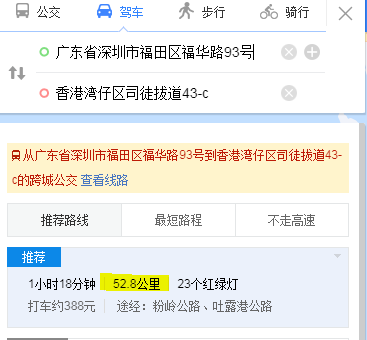 公交 驾车 步行 骑行
广东省深圳市福田区福华路93号
香港湾仔区司徒拔道43-c
从广东省深圳市福田区福华路93号到香港湾仔区司徒拔道43-
c的跨城公交 查看线路
推荐路线 最短路程 不走高速
推荐
1小时18分钟 52.8公里 23个红绿灯
打车约388元 途经：粉岭公路、吐露港公路